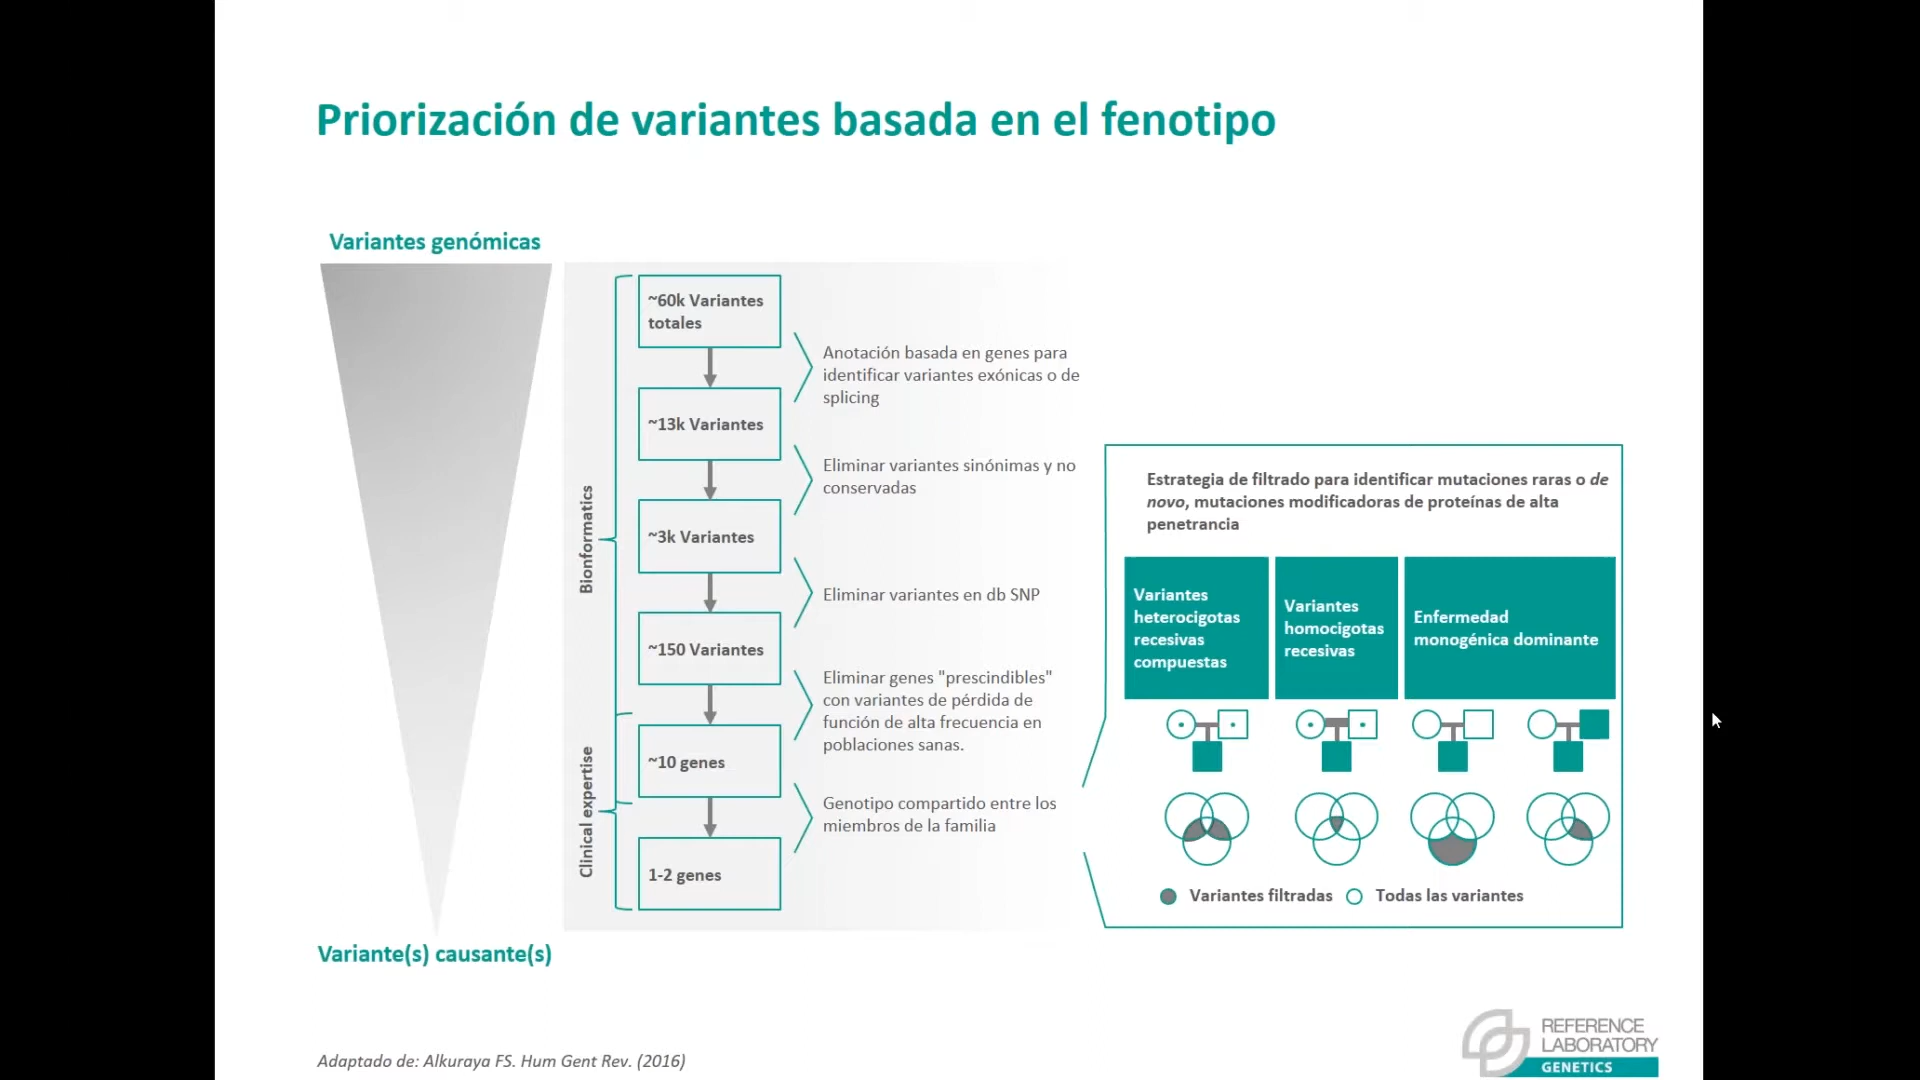 Priorización de variantes basada en el fenotipo
Variantes genómicas
Bionformatics
Clinical expertise
~60k Variantes
totales
Anotación basada en genes para
identificar variantes exónicas o de
splicing
~13k Variantes
Eliminar variantes sinónimas y no
conservadas
~3k Variantes
Eliminar variantes en db SNP
~150 Variantes
Eliminar genes "prescindibles"
con variantes de pérdida de
función de alta frecuencia en
poblaciones sanas.
~10 genes
Genotipo compartido entre los
miembros de la familia
1-2 genes
Variante(s) causante(s)
Estrategia de filtrado para identificar mutaciones raras o de
novo, mutaciones modificadoras de proteínas de alta
penetrancia
Variantes
heterocigotas
recesivas
compuestas
Variantes
homocigotas
recesivas
Enfermedad
monogénica dominante
Variantes filtradas
Todas las variantes
Adaptado de: Alkuraya FS. Hum Gent Rev. (2016)
REFERENCE
LABORATORY
GENETICS